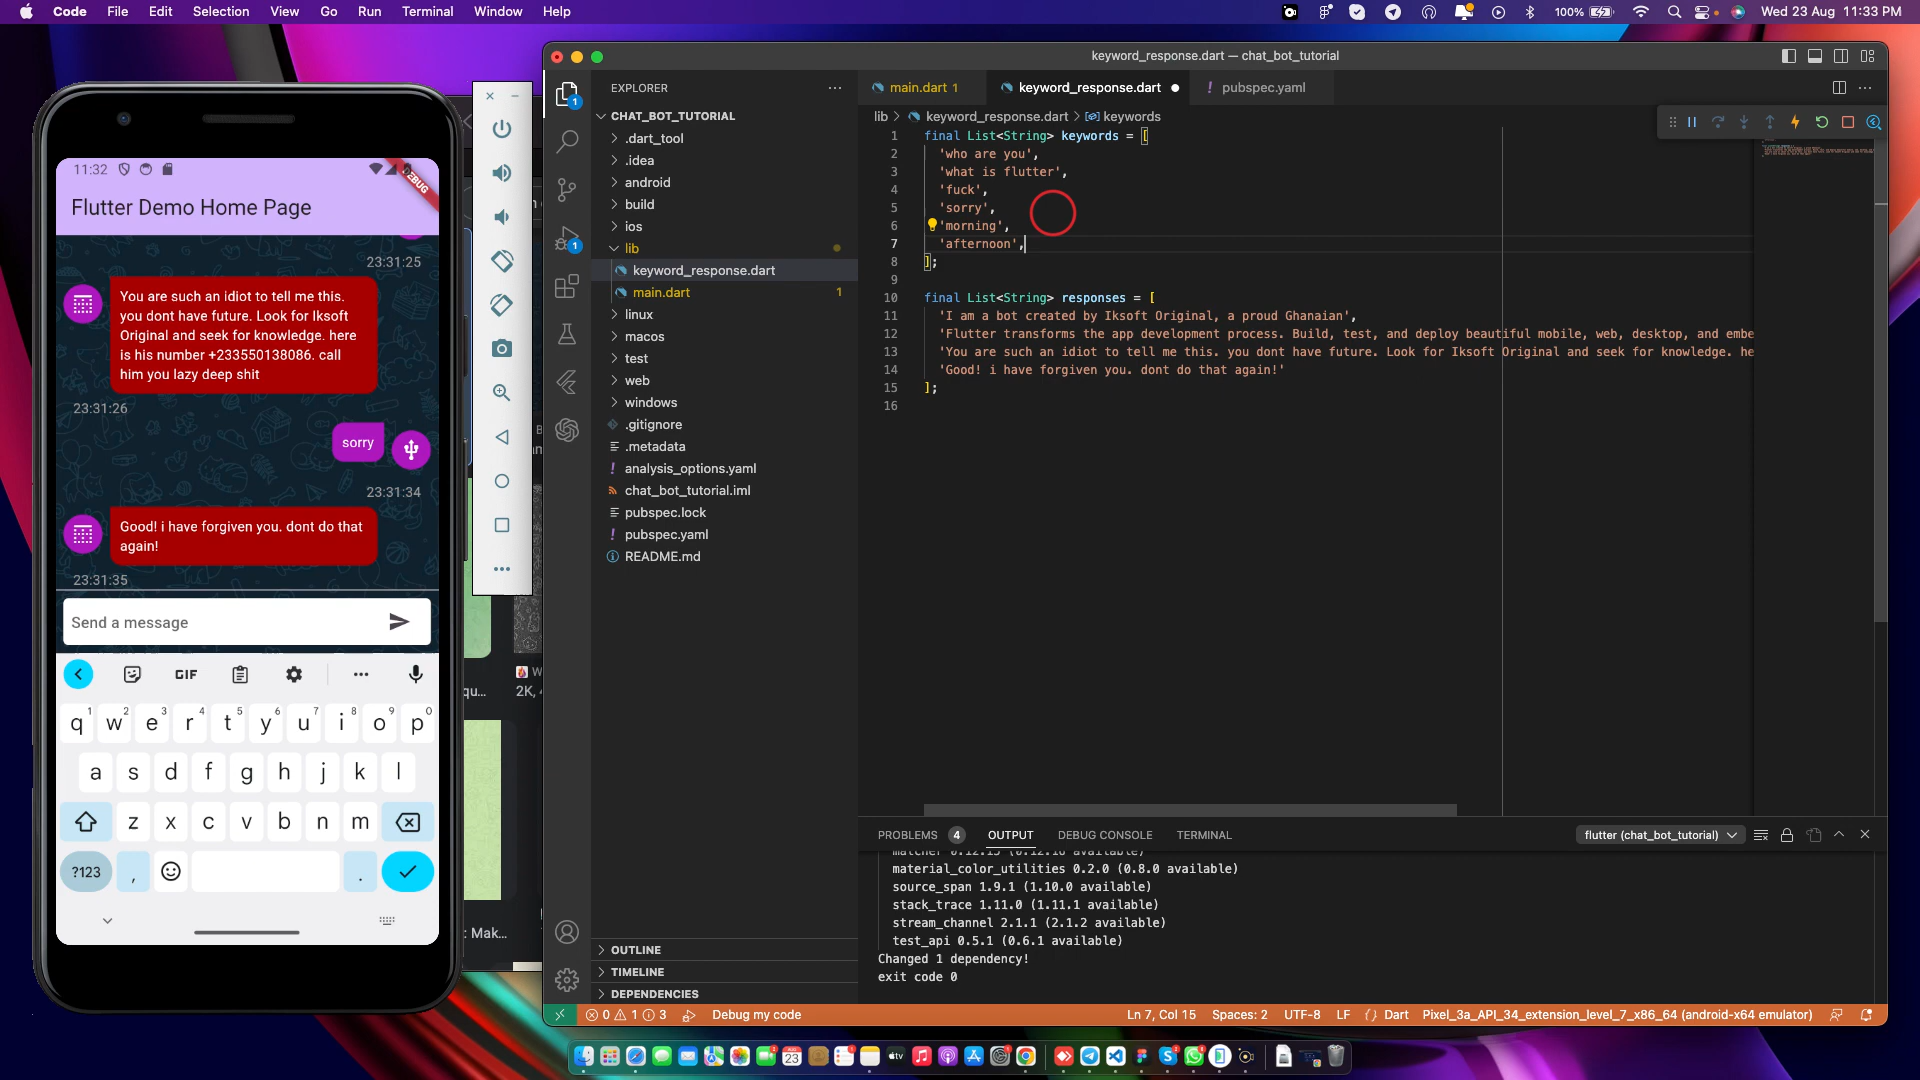 Code File Edit Selection View Go Run Terminal Window Help
100% Wed 23 Aug 11:33 PM
11:32
DEBUG
Flutter Demo Home Page
23:31:25
You are such an idiot to tell me this.
you dont have future. Look for Iksoft
Original and seek for knowledge. here
is his number +233550138086. call
him you lazy deep shit
23:31:26
sorry
23:31:34
Good! i have forgiven you. dont do that
again!
23:31:35
Send a message
GIF
q1 w2 e3 r4 t5 y6 u7 i8 o9 p0
a s d f g h j k l
z x c v b n m
?123 , .
qu...
2K,
: Mak...
keyword_response.dart — chat_bot_tutorial
EXPLORER
CHAT_BOT_TUTORIAL
.dart_tool
.idea
android
build
ios
lib
keyword_response.dart
main.dart 1
linux
macos
test
web
windows
.gitignore
.metadata
analysis_options.yaml
chat_bot_tutorial.iml
pubspec.lock
pubspec.yaml
README.md
OUTLINE
TIMELINE
DEPENDENCIES
main.dart 1 keyword_response.dart pubspec.yaml
lib > keyword_response.dart > keywords
1 final List<String> keywords = [
2 'who are you',
3 'what is flutter',
4 'fuck',
5 'sorry',
6 'morning',
7 'afternoon',
8 ];
9
10 final List<String> responses = [
11 'I am a bot created by Iksoft Original, a proud Ghanaian',
12 'Flutter transforms the app development process. Build, test, and deploy beautiful mobile, web, desktop, and embe
13 'You are such an idiot to tell me this. you dont have future. Look for Iksoft Original and seek for knowledge. he
14 'Good! i have forgiven you. dont do that again!'
15 ];
16
PROBLEMS 4 OUTPUT DEBUG CONSOLE TERMINAL
flutter (chat_bot_tutorial)
material_color_utilities 0.2.0 (0.8.0 available)
source_span 1.9.1 (1.10.0 available)
stack_trace 1.11.0 (1.11.1 available)
stream_channel 2.1.1 (2.1.2 available)
test_api 0.5.1 (0.6.1 available)
Changed 1 dependency!
exit code 0
0 1 3 Debug my code
Ln 7, Col 15 Spaces: 2 UTF-8 LF {} Dart Pixel_3a_API_34_extension_level_7_x86_64 (android-x64 emulator)